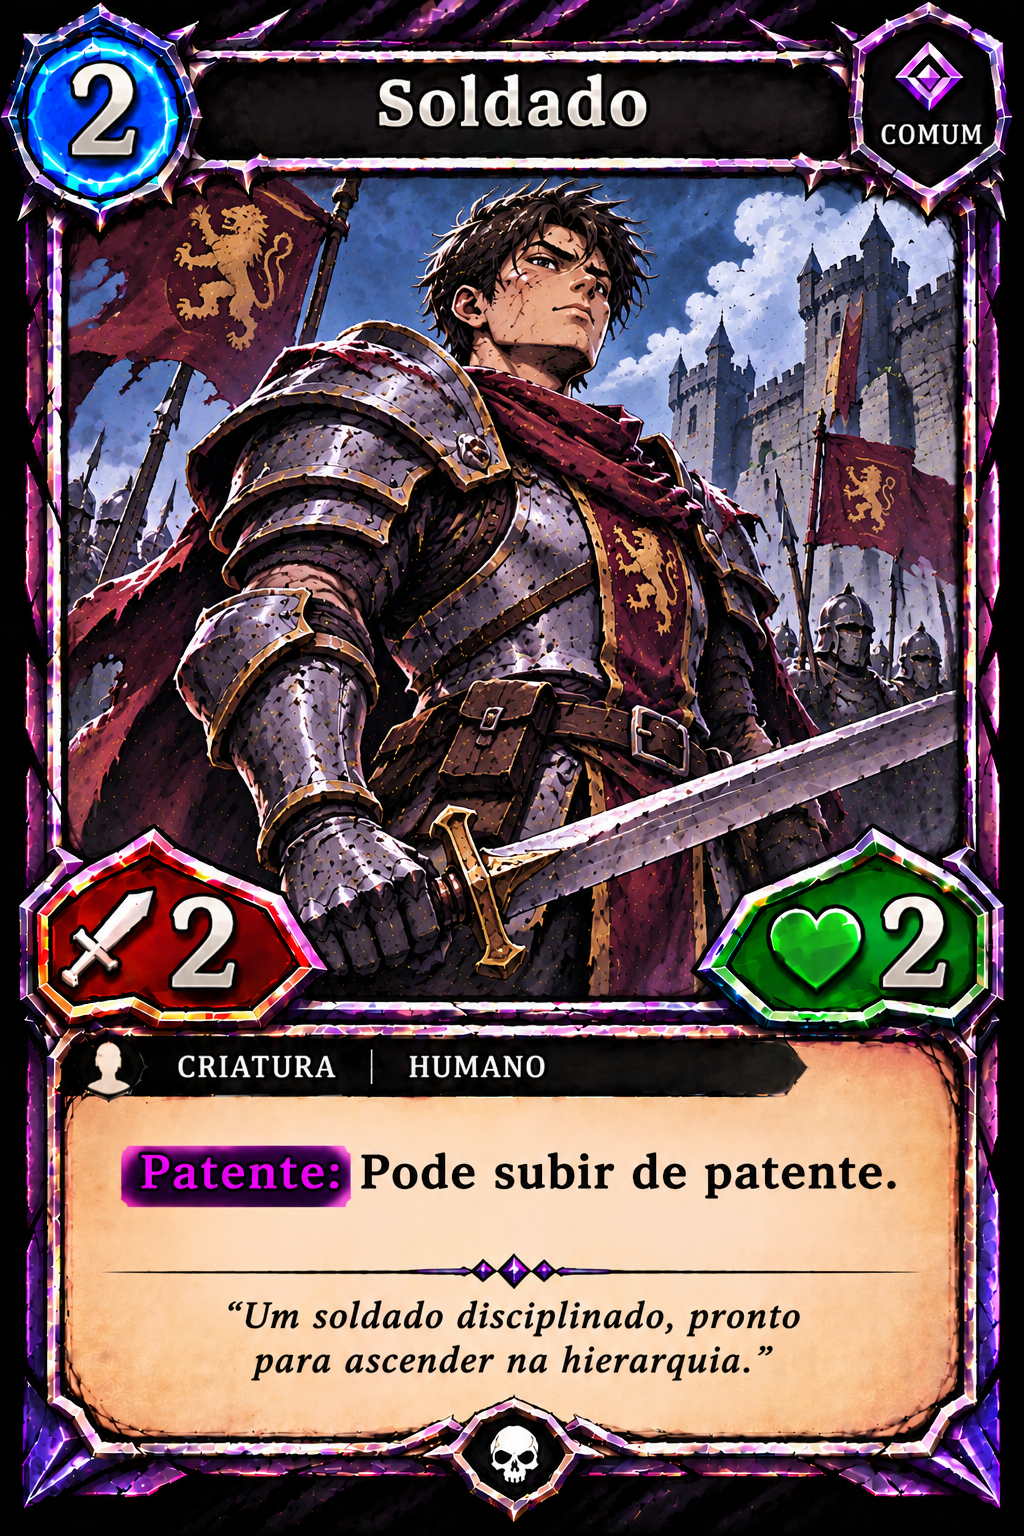 2
Soldado
COMUM
2
2
CRIATURA | HUMANO
Patente: Pode subir de patente.
“Um soldado disciplinado, pronto
para ascender na hierarquia.”